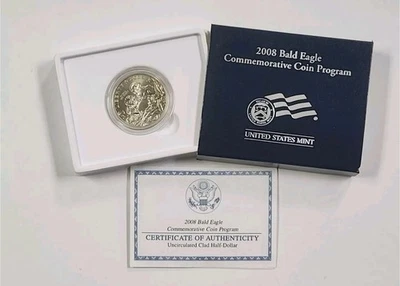 2008 Bald Eagle
Commemorative Coin Program
UNITED STATES MINT
2008 Bald Eagle
Commemorative Coin Program
CERTIFICATE OF AUTHENTICITY
Uncirculated Clad Half-Dollar